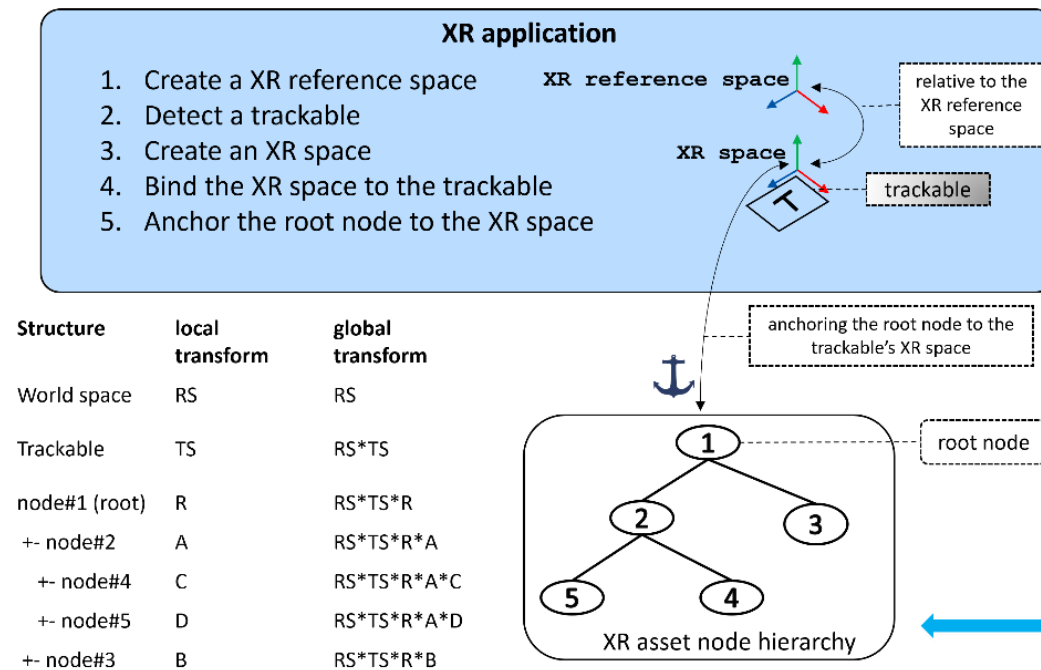 XR application
1. Create a XR reference space
2. Detect a trackable
3. Create an XR space
4. Bind the XR space to the trackable
5. Anchor the root node to the XR space
XR reference space
relative to the
XR reference
space
XR space
trackable
T
anchoring the root node to the
trackable's XR space
Structure local transform global transform
World space RS RS
Trackable TS RS*TS
node#1 (root) R RS*TS*R
+- node#2 A RS*TS*R*A
+- node#4 C RS*TS*R*A*C
+- node#5 D RS*TS*R*A*D
+- node#3 B RS*TS*R*B
1
root node
2
3
5
4
XR asset node hierarchy